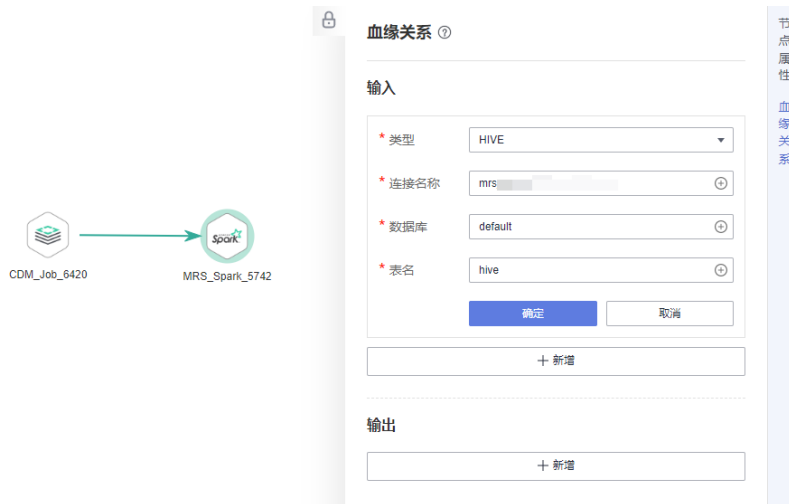 血缘关系
输入
* 类型 HIVE
* 连接名称 mrs
* 数据库 default
* 表名 hive
确定 取消
+ 新增
输出
+ 新增
Spark
CDM_Job_6420
MRS_Spark_5742
节点属性
血缘关系